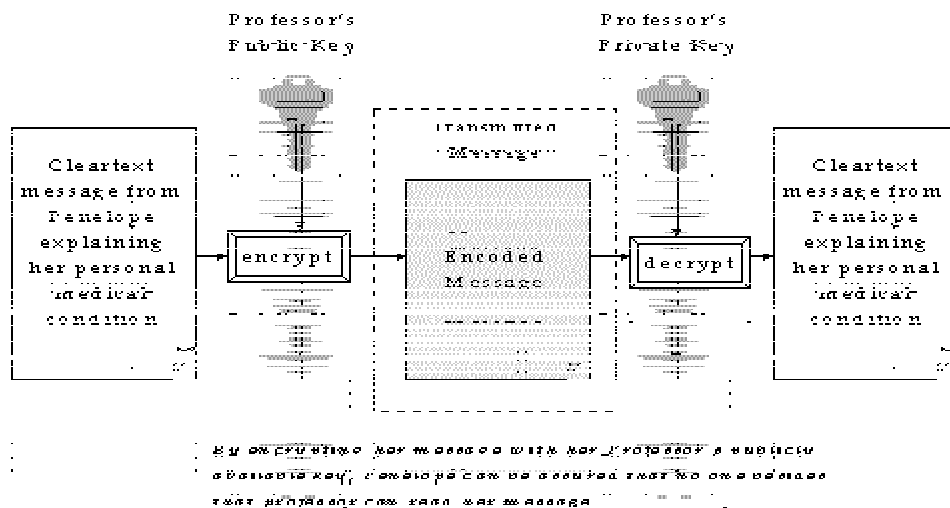 Professor's
Public Key
Professor's
Private Key
Transmitted
Message
Cleartext
message from
Penelope
explaining
her personal
medical
condition
encrypt
Encoded
Message
decrypt
Cleartext
message from
Penelope
explaining
her personal
medical
condition
By encrypting her message with her Professor's publicly
available key, Penelope can be assured that no one besides
that professor can read her message